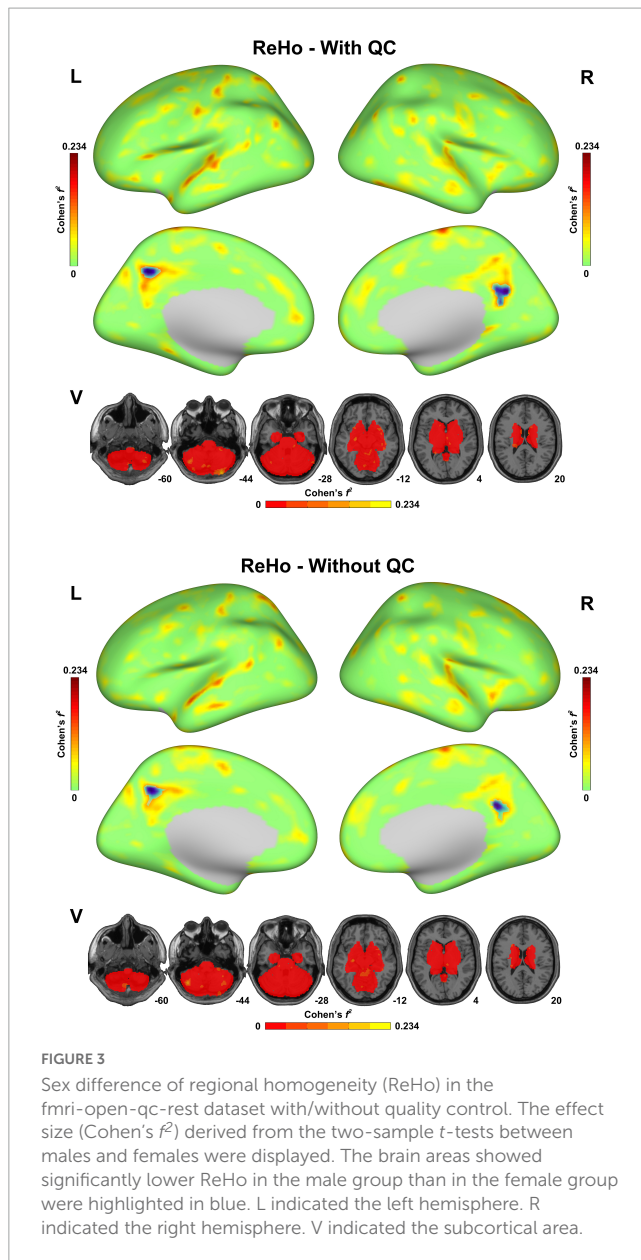 ReHo - With QC
L
R
0.234
Cohen's f²
0
0.234
Cohen's f²
0
V
-60
-44
-28
-12
4
20
Cohen's f²
0
0.234
ReHo - Without QC
L
R
0.234
Cohen's f²
0
0.234
Cohen's f²
0
V
-60
-44
-28
-12
4
20
Cohen's f²
0
0.234
FIGURE 3
Sex difference of regional homogeneity (ReHo) in the
fmri-open-qc-rest dataset with/without quality control. The effect
size (Cohen's f²) derived from the two-sample t-tests between
males and females were displayed. The brain areas showed
significantly lower ReHo in the male group than in the female group
were highlighted in blue. L indicated the left hemisphere. R
indicated the right hemisphere. V indicated the subcortical area.